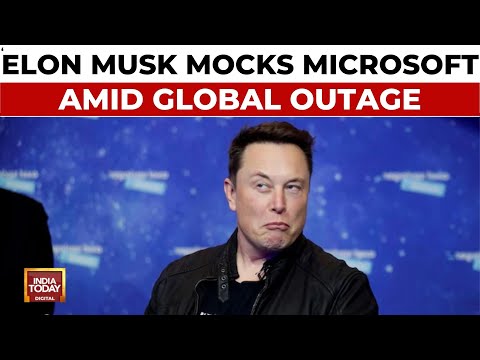 ELON MUSK MOCKS MICROSOFT
AMID GLOBAL OUTAGE
INDIA
TODAY
DIGITAL